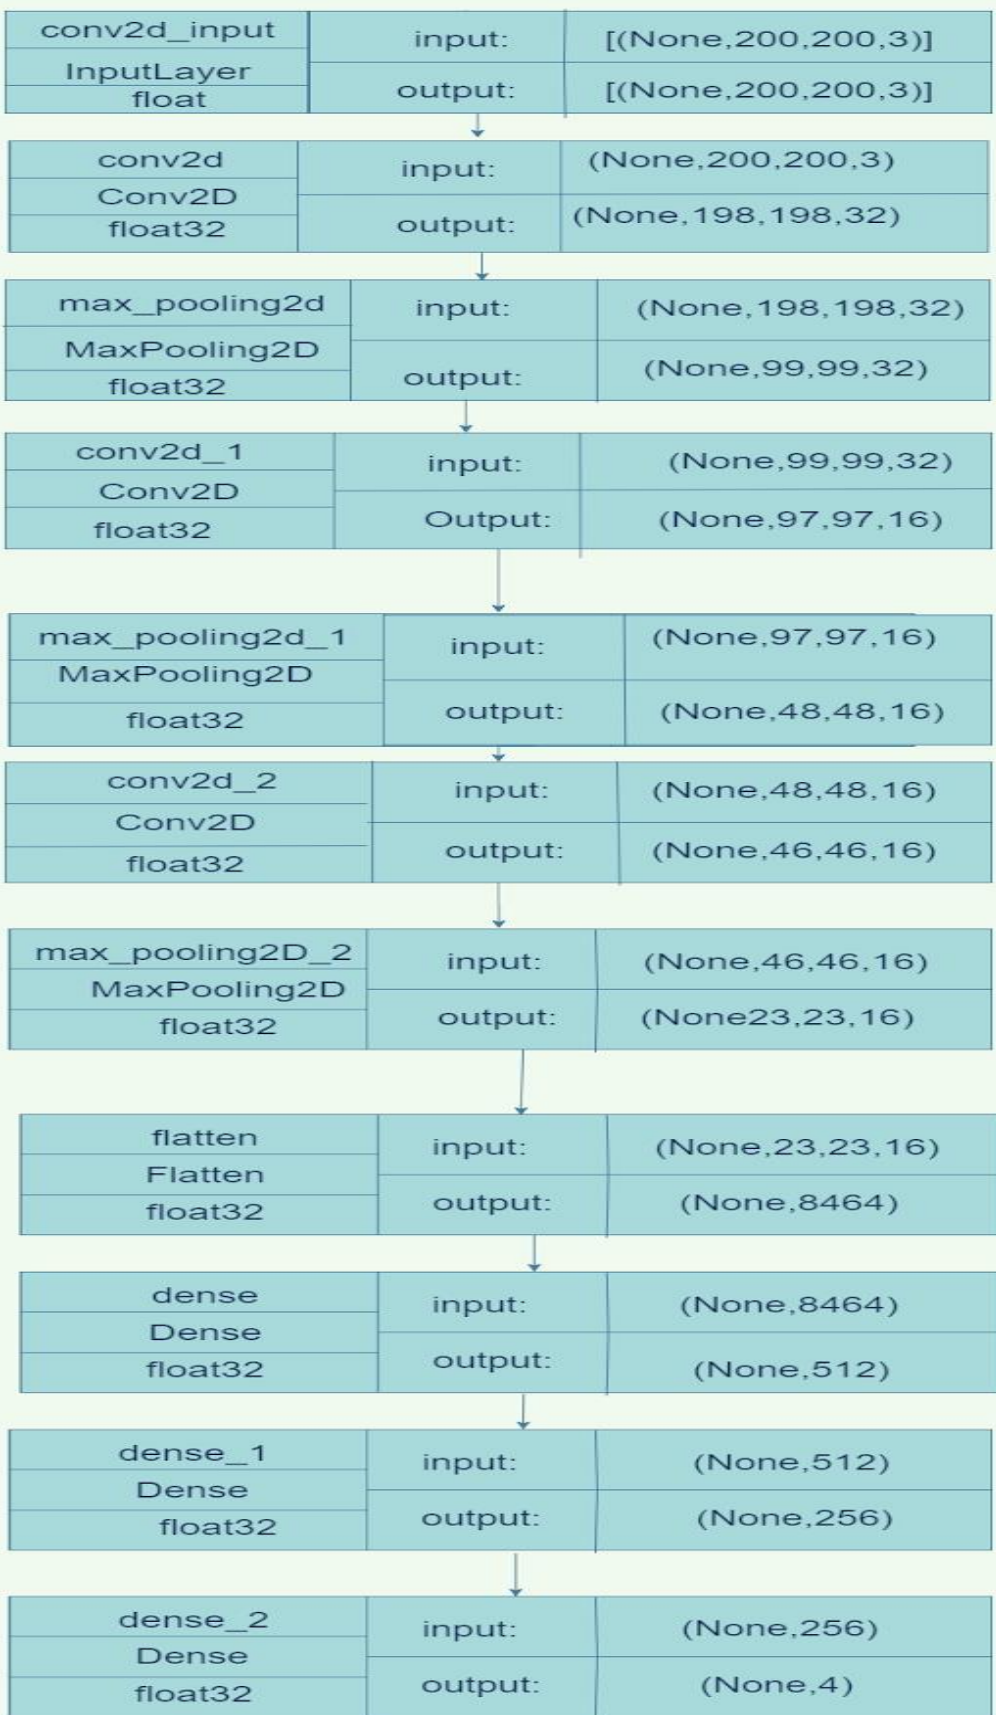 conv2d_input
InputLayer
float
input:
[(None,200,200,3)]
output:
[(None,200,200,3)]
conv2d
Conv2D
float32
input:
(None,200,200,3)
output:
(None,198,198,32)
max_pooling2d
MaxPooling2D
float32
input:
(None,198,198,32)
output:
(None,99,99,32)
conv2d_1
Conv2D
float32
input:
(None,99,99,32)
Output:
(None,97,97,16)
max_pooling2d_1
MaxPooling2D
float32
input:
(None,97,97,16)
output:
(None,48,48,16)
conv2d_2
Conv2D
float32
input:
(None,48,48,16)
output:
(None,46,46,16)
max_pooling2D_2
MaxPooling2D
float32
input:
(None,46,46,16)
output:
(None23,23,16)
flatten
Flatten
float32
input:
(None,23,23,16)
output:
(None,8464)
dense
Dense
float32
input:
(None,8464)
output:
(None,512)
dense_1
Dense
float32
input:
(None,512)
output:
(None,256)
dense_2
Dense
float32
input:
(None,256)
output:
(None,4)